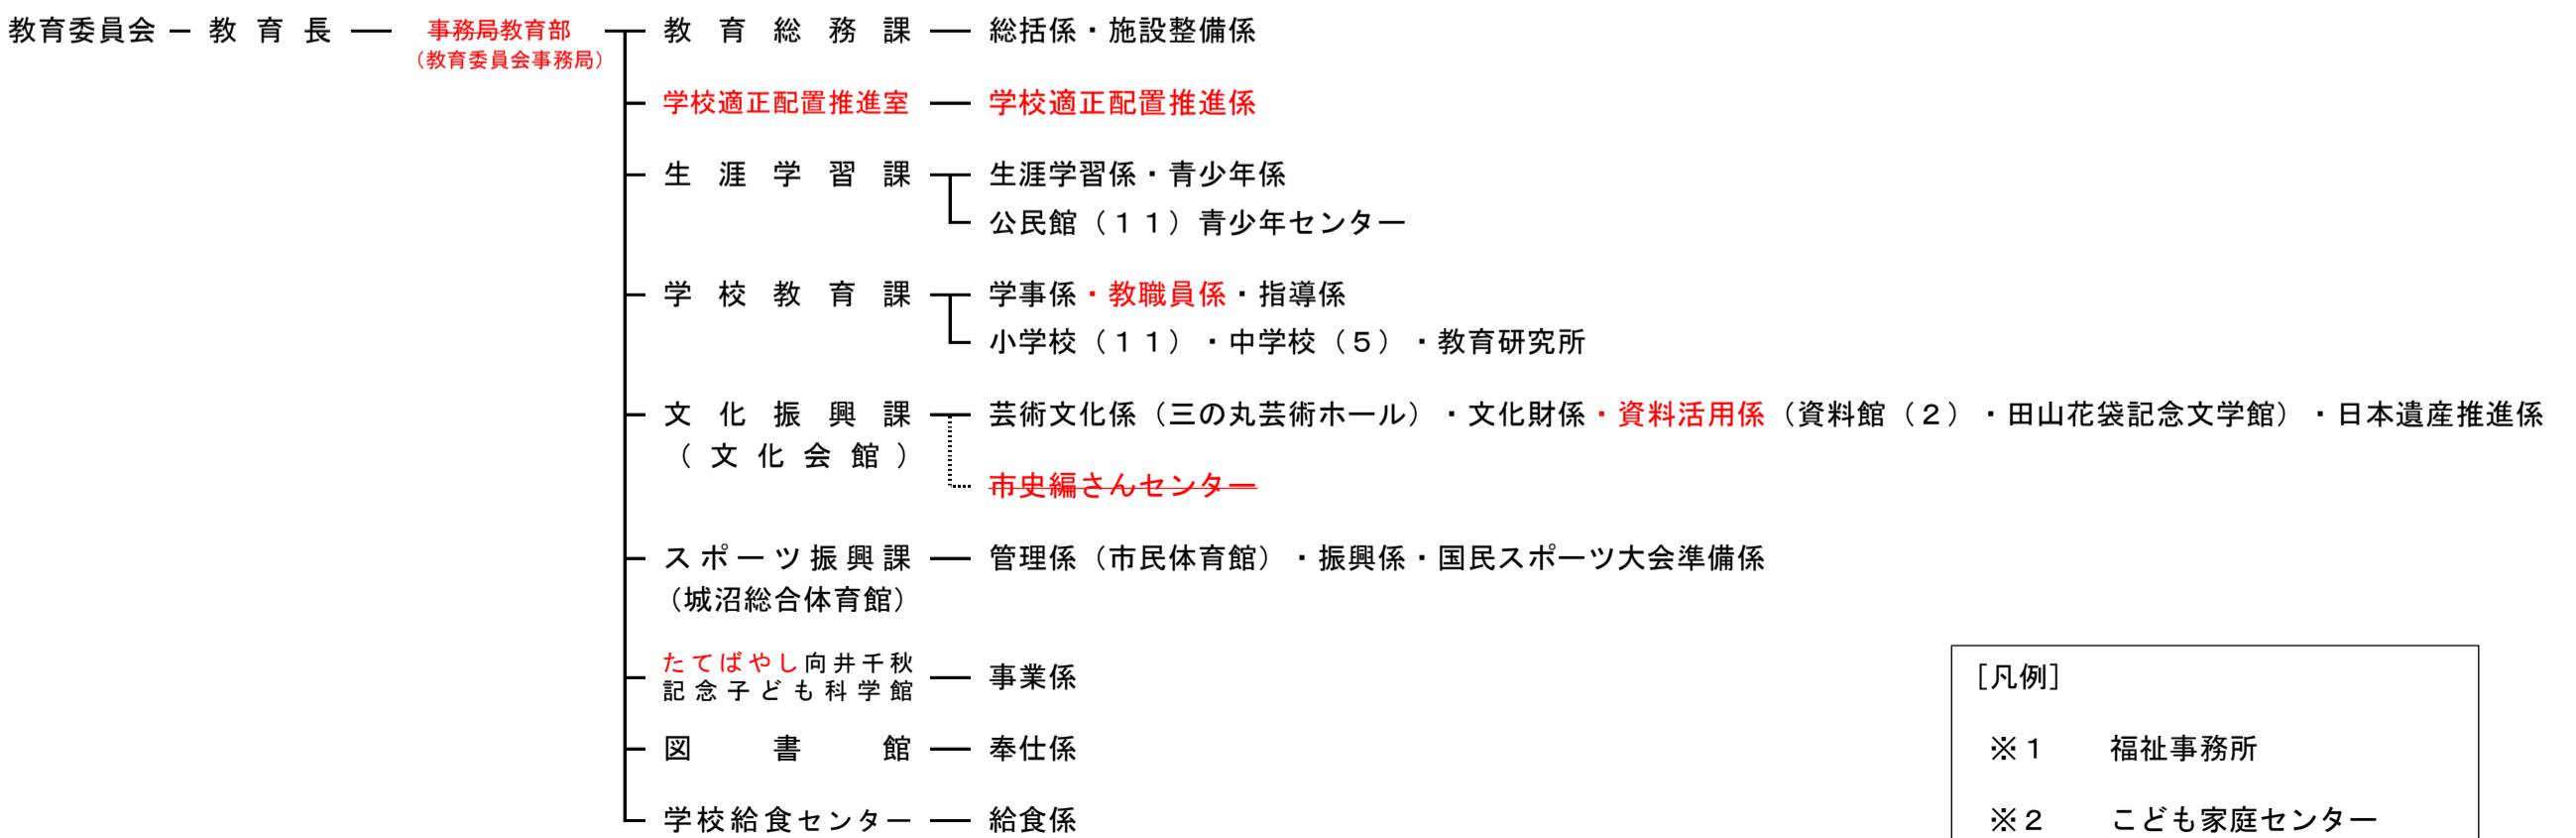 教育委員会 ー 教育長 ― 事務局教育部 ― 教育総務課 ― 総括係・施設整備係
（教育委員会事務局）
学校適正配置推進室 ― 学校適正配置推進係
生涯学習課 ― 生涯学習係・青少年係
公民館（１１）青少年センター
学校教育課 ― 学事係・教職員係・指導係
小学校（１１）・中学校（５）・教育研究所
文化振興課 ― 芸術文化係（三の丸芸術ホール）・文化財係・資料活用係（資料館（２）・田山花袋記念文学館）・日本遺産推進係
（文化会館）
市史編さんセンター
スポーツ振興課 ― 管理係（市民体育館）・振興係・国民スポーツ大会準備係
（城沼総合体育館）
たてばやし向井千秋
記念子ども科学館 ― 事業係
図書館 ― 奉仕係
学校給食センター ― 給食係
［凡例］
※１ 福祉事務所
※２ こども家庭センター